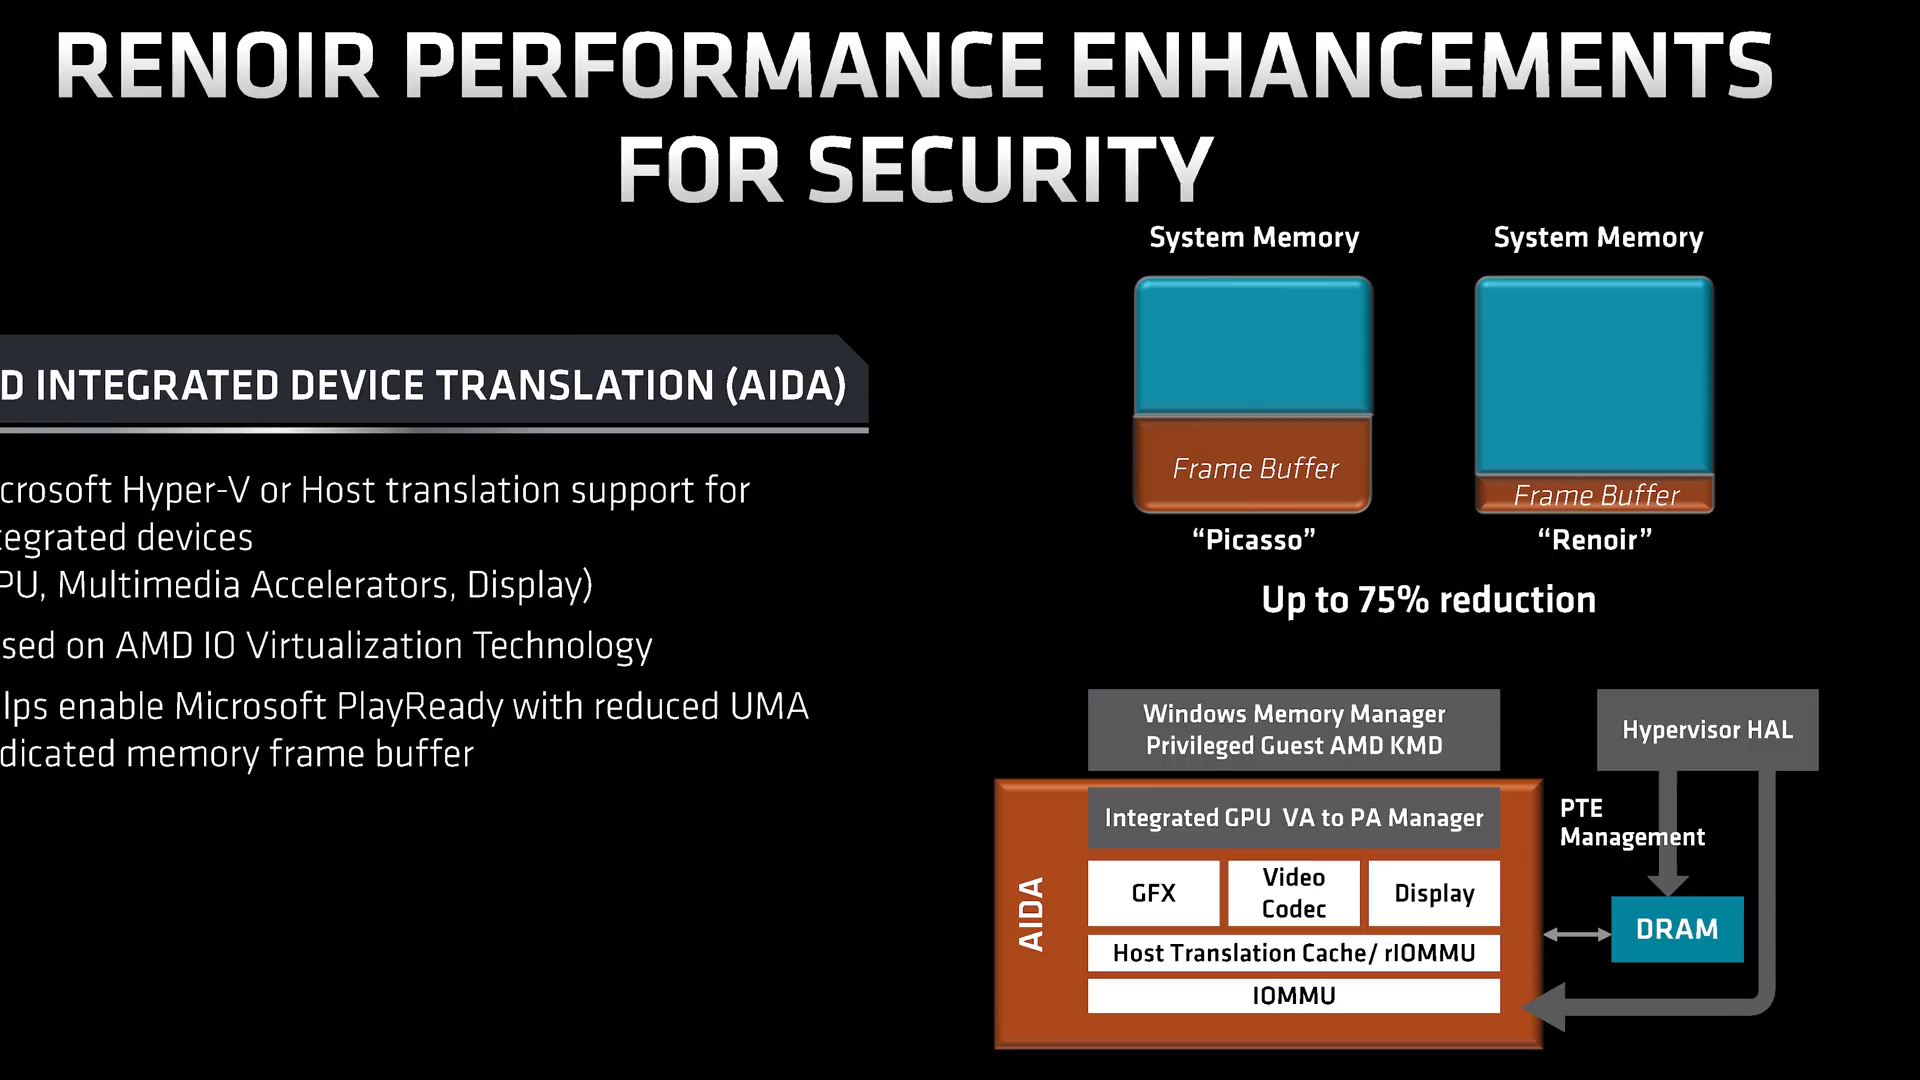 RENOIR PERFORMANCE ENHANCEMENTS
FOR SECURITY
D INTEGRATED DEVICE TRANSLATION (AIDA)
crosoft Hyper-V or Host translation support for
tegrated devices
PU, Multimedia Accelerators, Display)
sed on AMD IO Virtualization Technology
lps enable Microsoft PlayReady with reduced UMA
dicated memory frame buffer
System Memory
System Memory
Frame Buffer
Frame Buffer
“Picasso”
“Renoir”
Up to 75% reduction
Windows Memory Manager
Privileged Guest AMD KMD
Hypervisor HAL
Integrated GPU VA to PA Manager
PTE
Management
AIDA
GFX
Video
Codec
Display
DRAM
Host Translation Cache/ rIOMMU
IOMMU